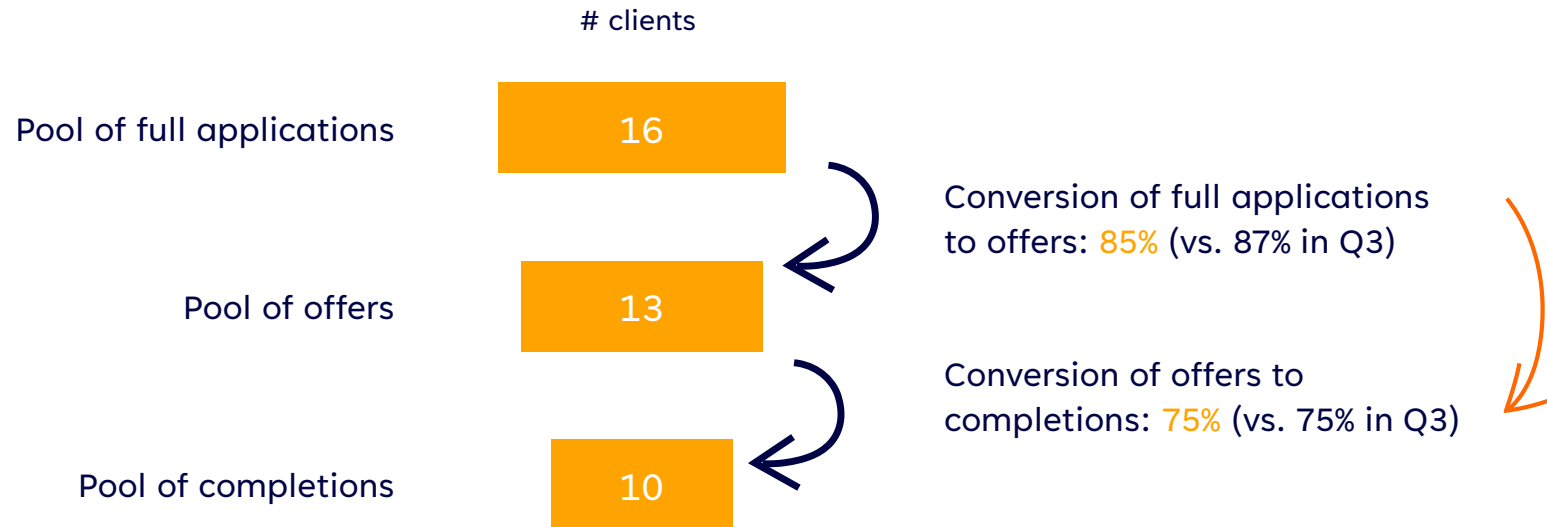 # clients
Pool of full applications
16
Conversion of full applications
to offers: 85% (vs. 87% in Q3)
Pool of offers
13
Conversion of offers to
completions: 75% (vs. 75% in Q3)
Pool of completions
10